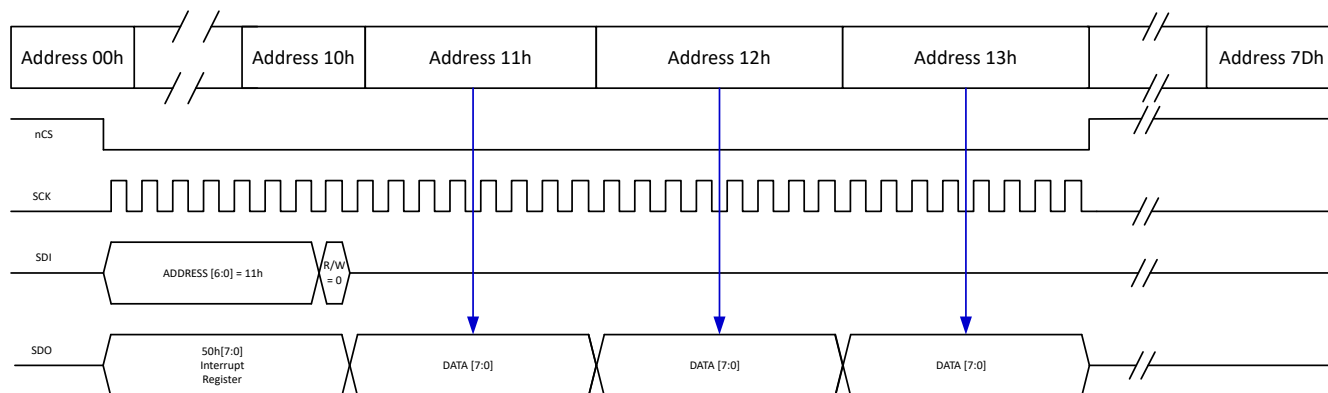 Address 00h
Address 10h
Address 11h
Address 12h
Address 13h
Address 7Dh
nCS
SCK
SDI
ADDRESS [6:0] = 11h
R/W
= 0
SDO
50h[7:0]
Interrupt
Register
DATA [7:0]
DATA [7:0]
DATA [7:0]